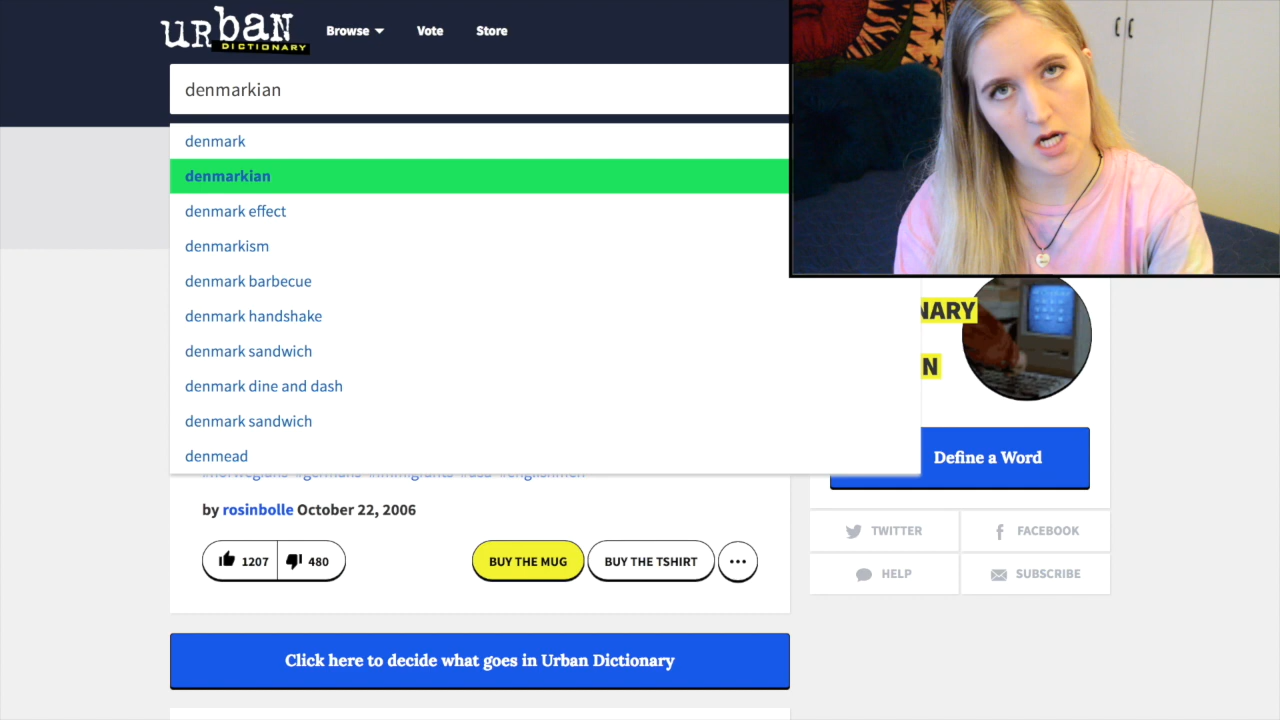 urban
DICTIONARY
Browse Vote Store
denmarkian
denmark
denmarkian
denmark effect
denmarkism
denmark barbecue
denmark handshake
denmark sandwich
denmark dine and dash
denmark sandwich
denmead
NARY
N
Define a Word
by rosinbolle October 22, 2006
1207 480
BUY THE MUG BUY THE TSHIRT ...
TWITTER FACEBOOK
HELP SUBSCRIBE
Click here to decide what goes in Urban Dictionary